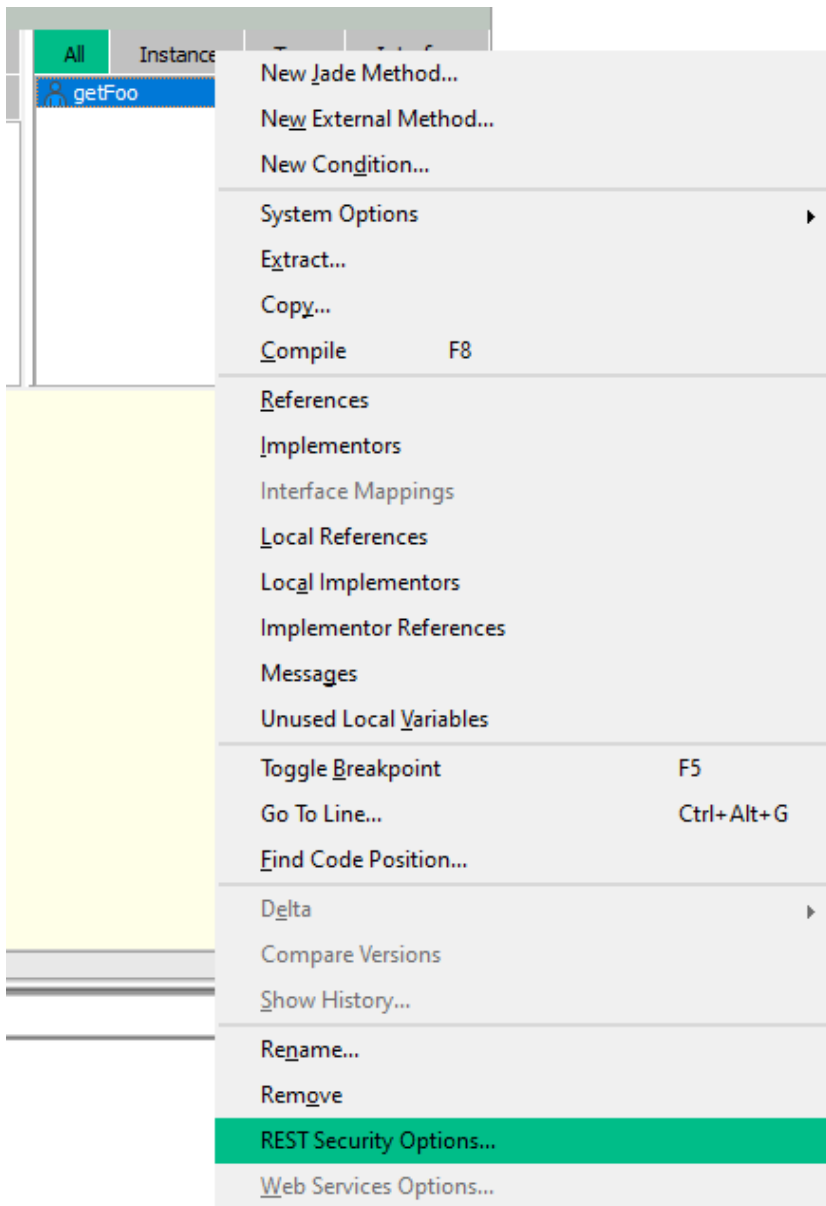 All Instance
getFoo
New Jade Method...
New External Method...
New Condition...
System Options
Extract...
Copy...
Compile F8
References
Implementors
Interface Mappings
Local References
Local Implementors
Implementor References
Messages
Unused Local Variables
Toggle Breakpoint F5
Go To Line... Ctrl+Alt+G
Find Code Position...
Delta
Compare Versions
Show History...
Rename...
Remove
REST Security Options...
Web Services Options...